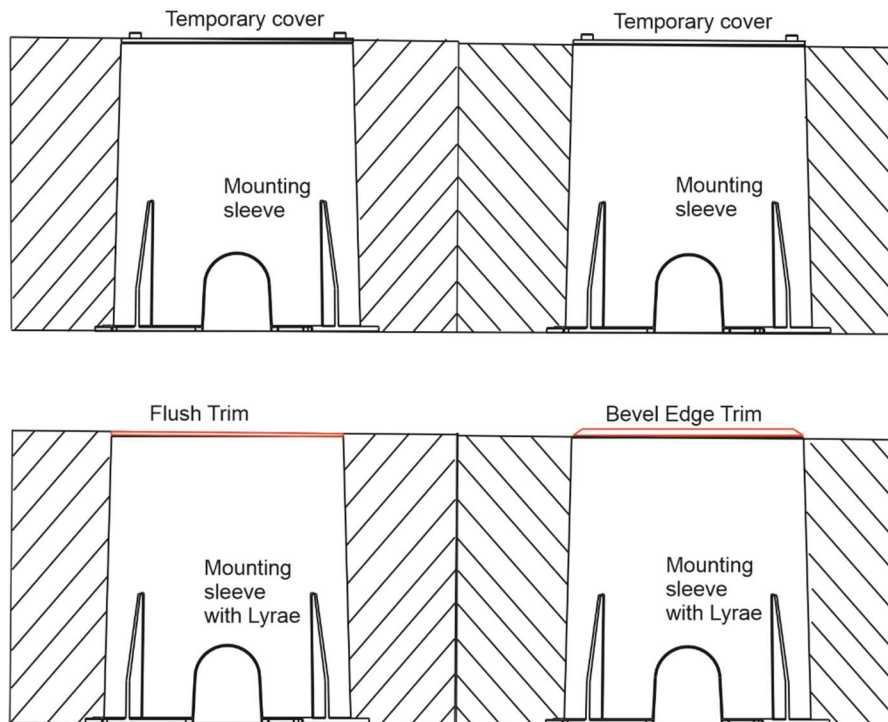 Temporary cover
Temporary cover
Mounting
sleeve
Mounting
sleeve
Flush Trim
Bevel Edge Trim
Mounting
sleeve
with Lyrae
Mounting
sleeve
with Lyrae